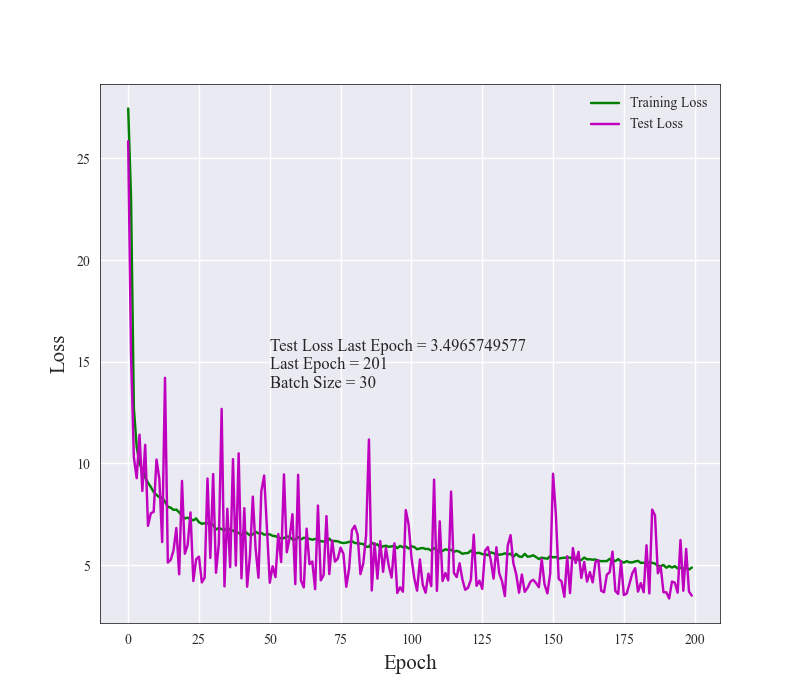 Training Loss
Test Loss
25
20
15
10
5
Loss
Test Loss Last Epoch = 3.4965749577
Last Epoch = 201
Batch Size = 30
0 25 50 75 100 125 150 175 200
Epoch